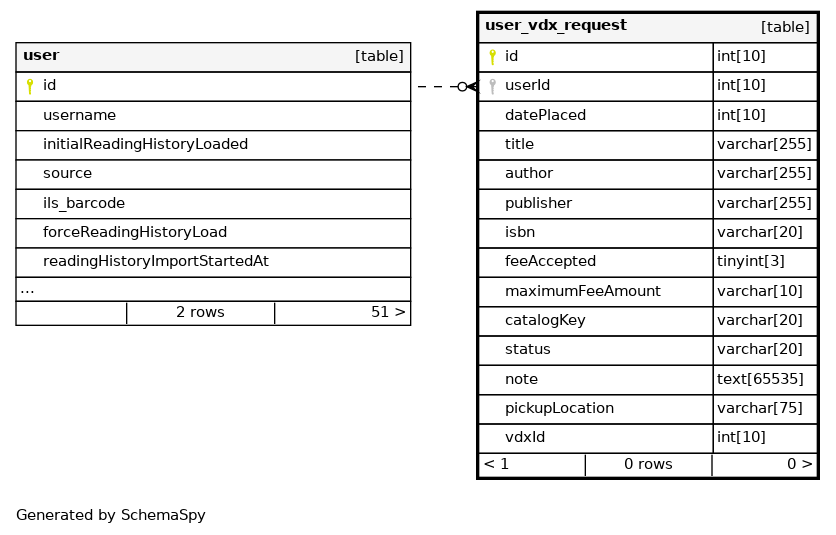 user [table]
id
username
initialReadingHistoryLoaded
source
ils_barcode
forceReadingHistoryLoad
readingHistoryImportStartedAt
...
2 rows 51 >
user_vdx_request [table]
id int[10]
userId int[10]
datePlaced int[10]
title varchar[255]
author varchar[255]
publisher varchar[255]
isbn varchar[20]
feeAccepted tinyint[3]
maximumFeeAmount varchar[10]
catalogKey varchar[20]
status varchar[20]
note text[65535]
pickupLocation varchar[75]
vdxId int[10]
< 1 0 rows 0 >
Generated by SchemaSpy